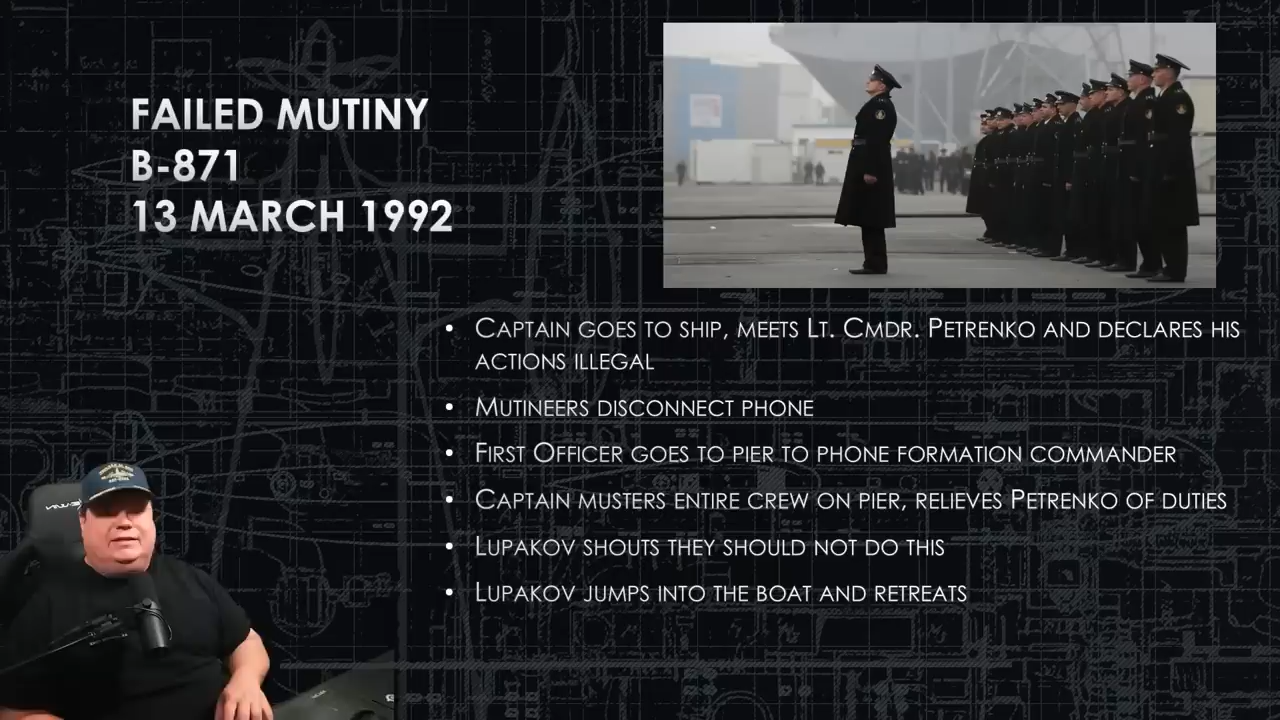 FAILED MUTINY
B-871
13 MARCH 1992
• Captain goes to ship, meets Lt. Cmdr. Petrenko and declares his
actions illegal
• Mutineers disconnect phone
• First Officer goes to pier to phone formation commander
• Captain musters entire crew on pier, relieves Petrenko of duties
• Lupakov shouts they should not do this
• Lupakov jumps into the boat and retreats